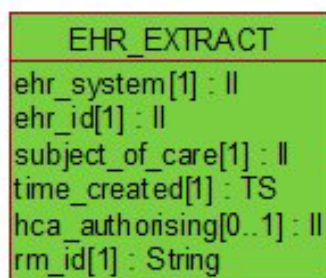 EHR_EXTRACT
ehr_system[1] : II
ehr_id[1] : II
subject_of_care[1] : II
time_created[1] : TS
hca_authorising[0..1] : II
rm_id[1] : String